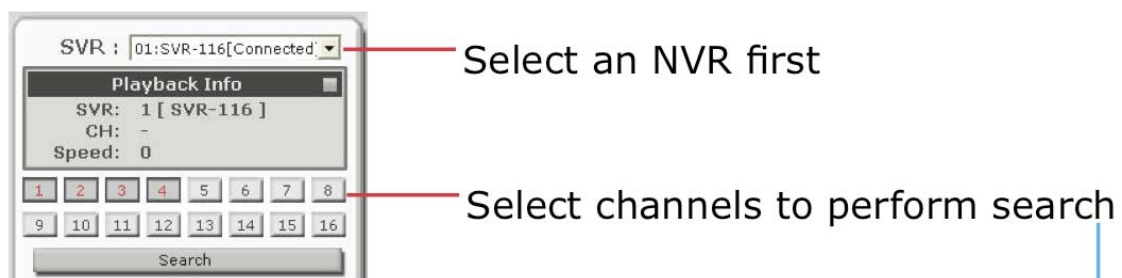 SVR : 01:SVR-116[Connected]
Select an NVR first
Playback Info
SVR: 1 [ SVR-116 ]
CH: -
Speed: 0
1 2 3 4 5 6 7 8
Select channels to perform search
9 10 11 12 13 14 15 16
Search